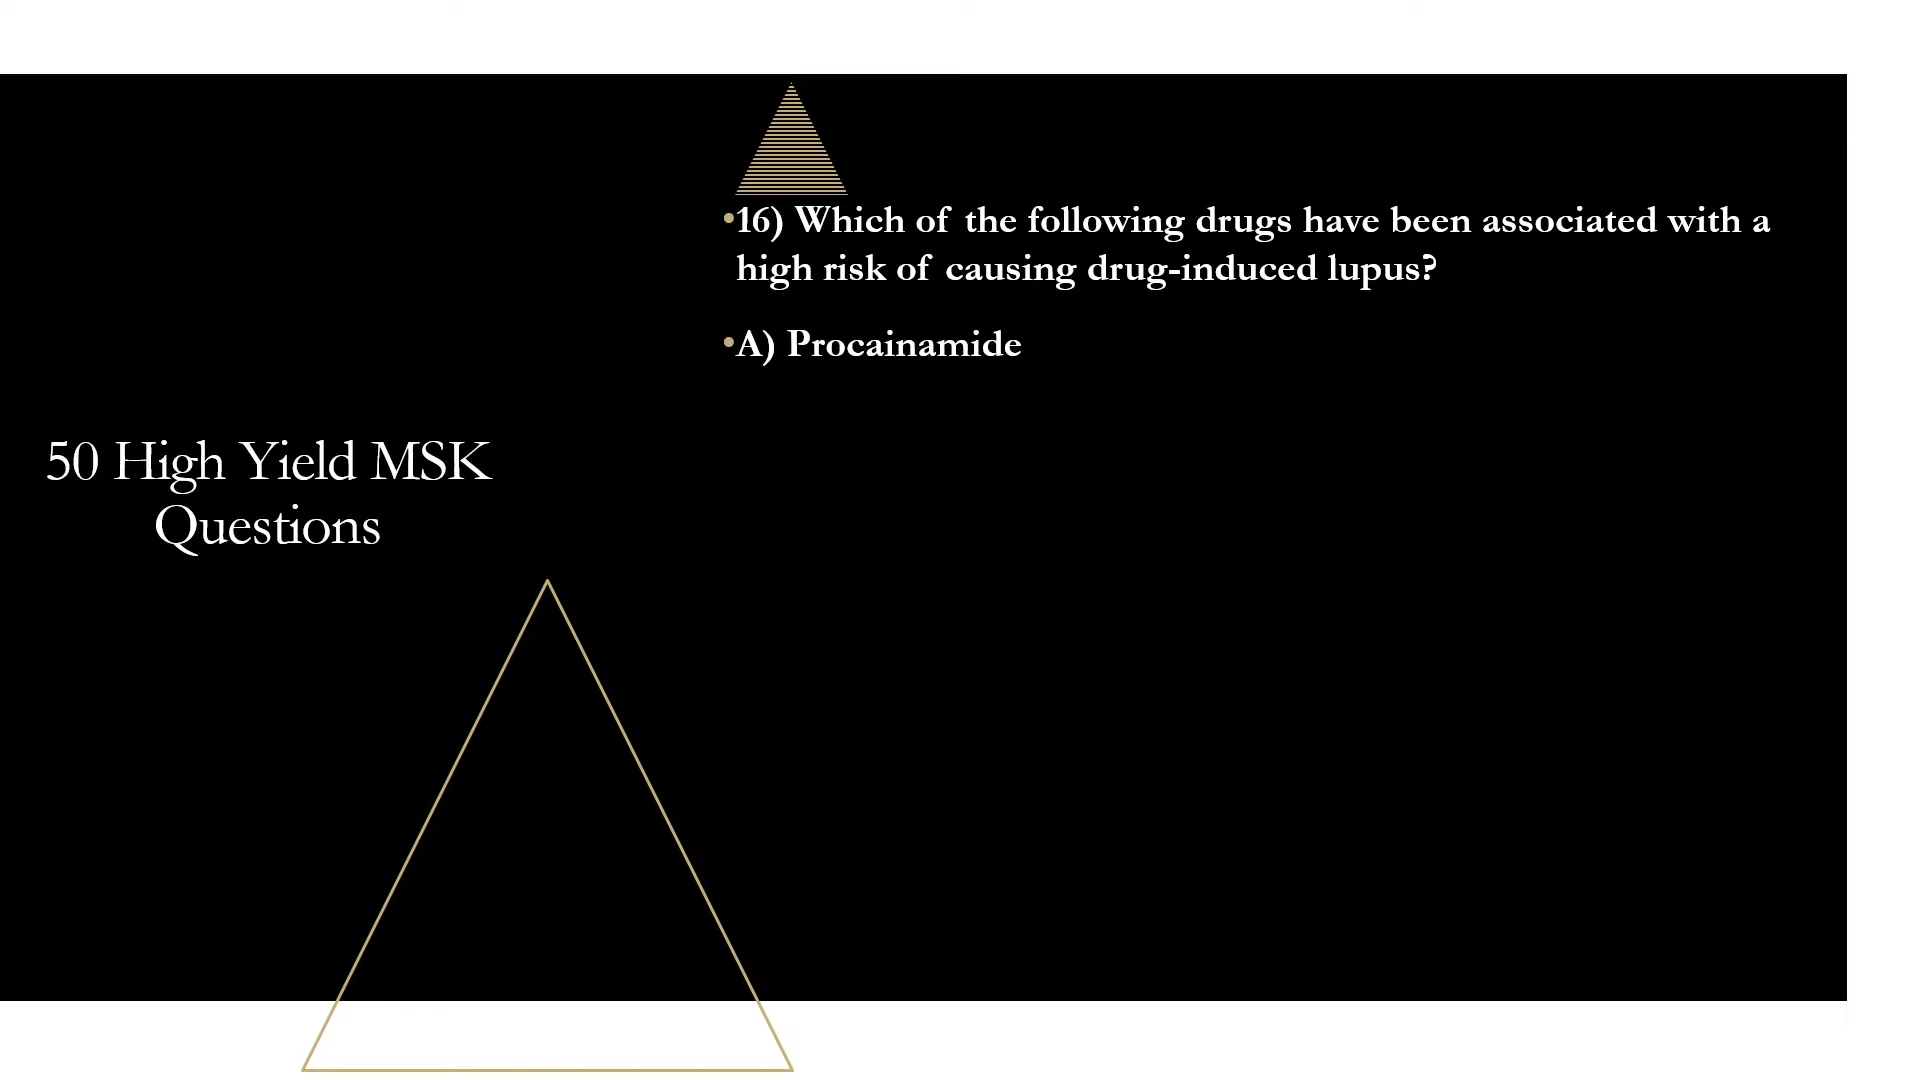 50 High Yield MSK
Questions
•16) Which of the following drugs have been associated with a
high risk of causing drug-induced lupus?
•A) Procainamide